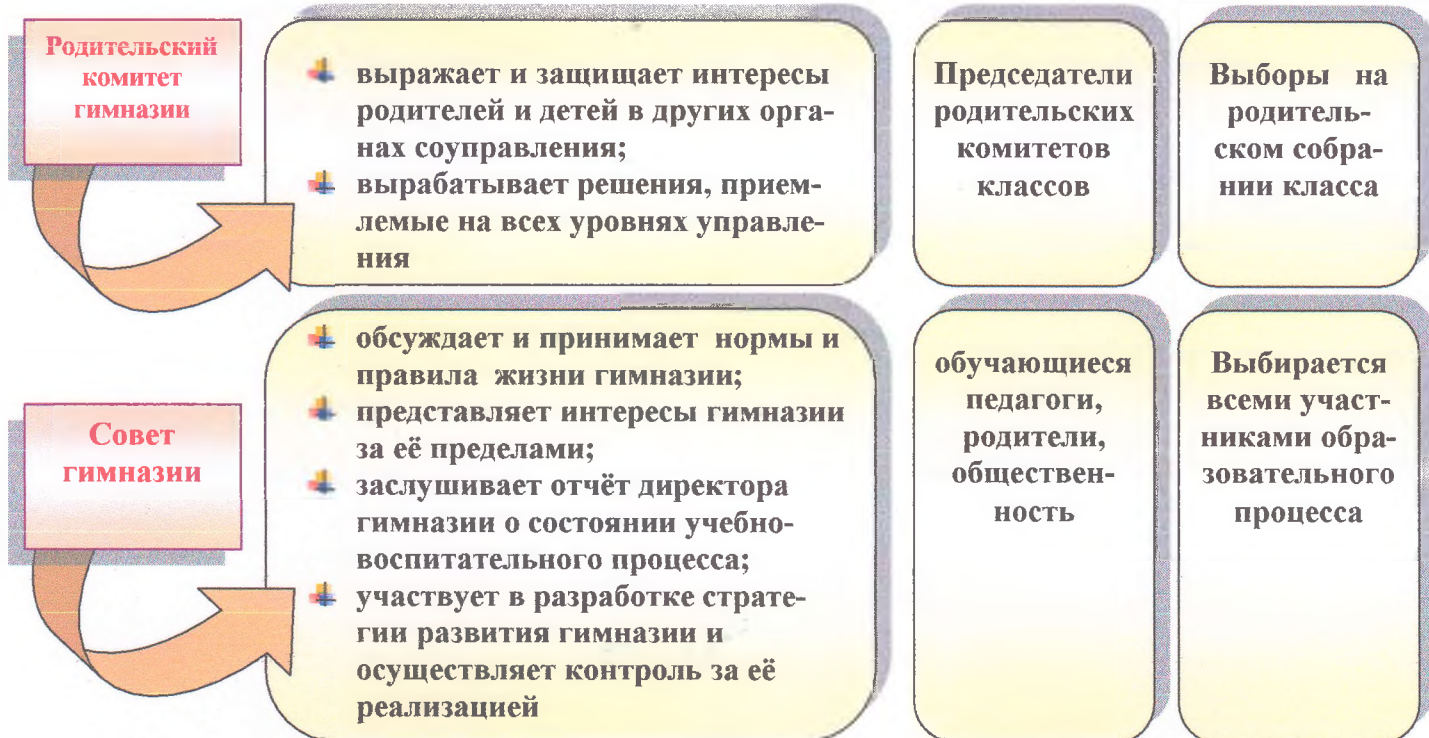 Родительский
комитет
гимназии
выражает и защищает интересы
родителей и детей в других орга-
нах соуправления;
вырабатывает решения, прием-
лемые на всех уровнях управле-
ния
Председатели
родительских
комитетов
классов
Выборы на
родитель-
ском собра-
нии класса
Совет
гимназии
обсуждает и принимает нормы и
правила жизни гимназии;
представляет интересы гимназии
за её пределами;
заслушивает отчёт директора
гимназии о состоянии учебно-
воспитательного процесса;
участвует в разработке страте-
гии развития гимназии и
осуществляет контроль за её
реализацией
обучающиеся
педагоги,
родители,
обществен-
ность
Выбирается
всеми участ-
никами обра-
зовательного
процесса